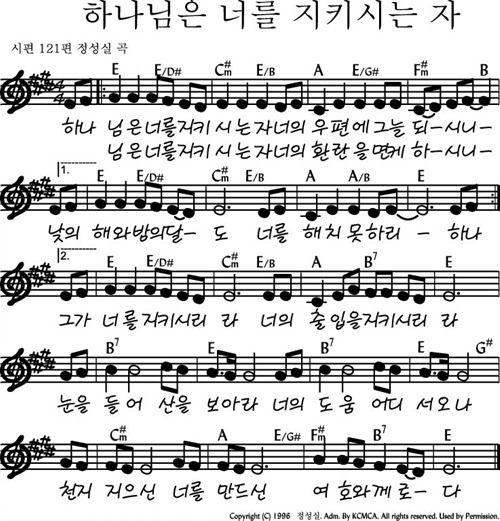 하나님은 너를 지키시는 자
시편 121편 정성실 곡
E E/D# C#m E/B A E/G# F#m B
4/4
하나 님은너를지키 시는자너의 우편에그늘 되-시니-
님은너를지키 시는자너의 환란을면케 하-시니-
1.
E E/D# C#m E/B A A/B E
낮의 해와밤의달- 도 너를 해치못하리 - 하나
2.
E E/D# C#m E/B A B7 E
그가 너를지키시리 라 너의 출입을지키시리 라
B7 E B7 E G#
눈을 들어 산을 보아라 너의 도움 어디 서오나
C#m A E/G# F#m B7 E
천지 지으신 너를 만드신 여호와께 로- 다
Copyright (C) 1996 정성실. Adm. By KCMCA. All rights reserved. Used by Permission.